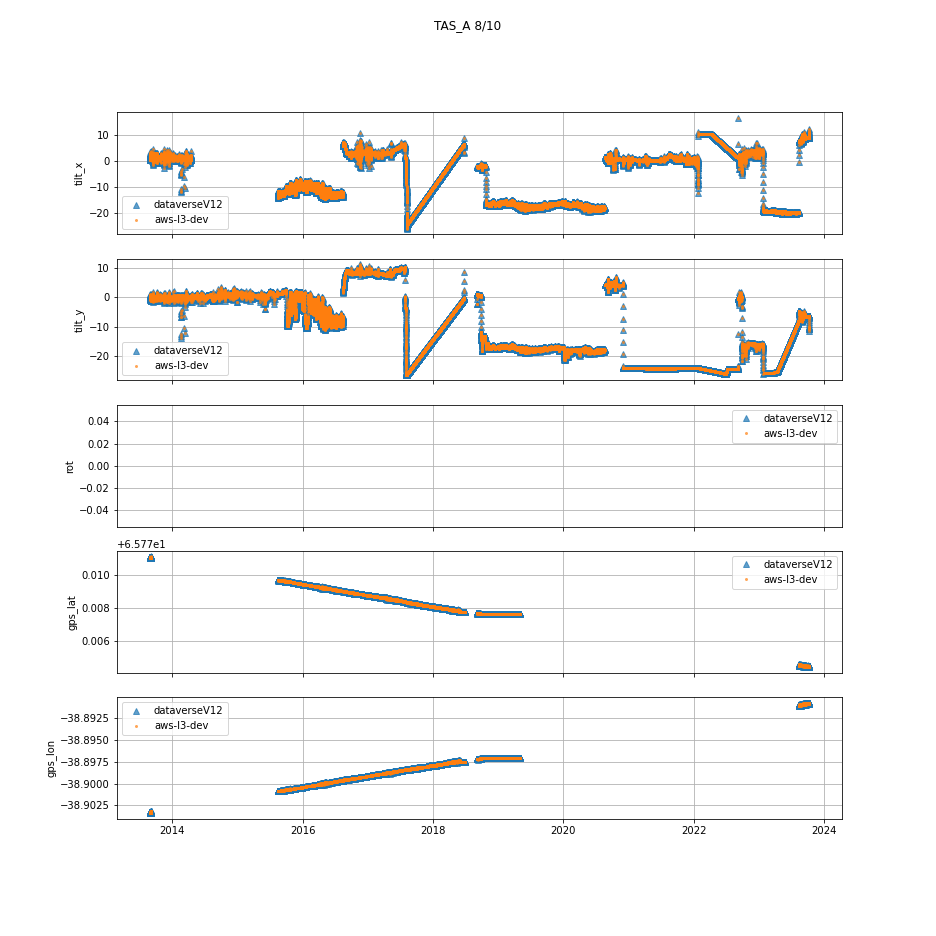 TAS_A 8/10
10
0
−10
−20
tilt_x
dataverseV12
aws-l3-dev
10
0
−10
−20
tilt_y
dataverseV12
aws-l3-dev
0.04
0.02
0.00
−0.02
−0.04
rot
dataverseV12
aws-l3-dev
+6.577e1
0.010
0.008
0.006
gps_lat
dataverseV12
aws-l3-dev
−38.8925
−38.8950
−38.8975
−38.9000
−38.9025
gps_lon
dataverseV12
aws-l3-dev
2014 2016 2018 2020 2022 2024